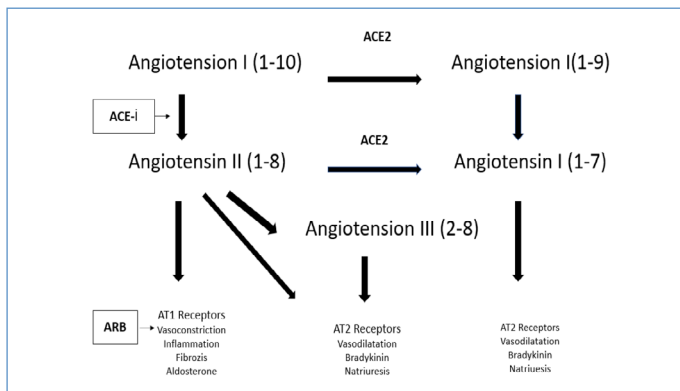 ACE2
Angiotension I (1-10)
Angiotension I(1-9)
ACE-İ
ACE2
Angiotensin II (1-8)
Angiotensin I (1-7)
Angiotension III (2-8)
ARB
AT1 Receptors
Vasoconstriction
Inflammation
Fibrozis
Aldosterone
AT2 Receptors
Vasodilatation
Bradykinin
Natriuresis
AT2 Receptors
Vasodilatation
Bradykinin
Natriuresis